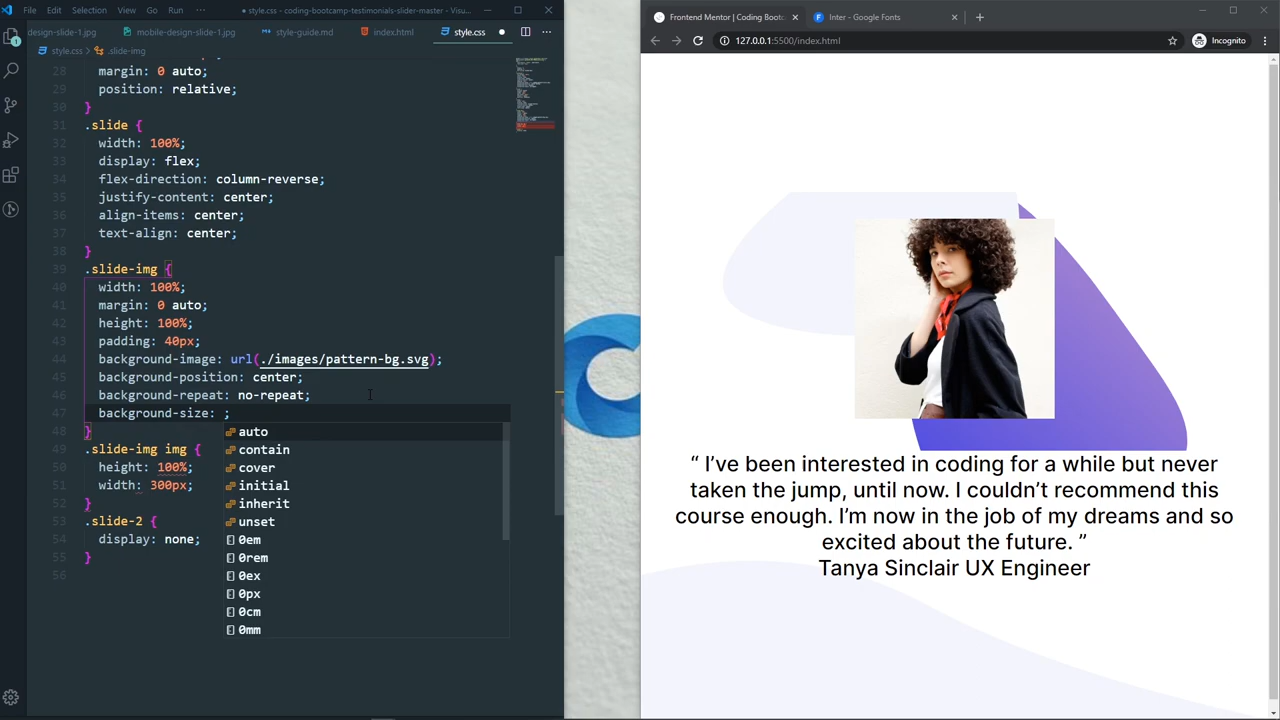 File Edit Selection View Go Run ··· style.css - coding-bootcamp-testimonials-slider-master - Visu...
design-slide-1.jpg mobile-design-slide-1.jpg style-guide.md index.html style.css
style.css > .slide-img
28
29
30
31
32
33
34
35
36
37
38
39
40
41
42
43
44
45
46
47
48
49
50
51
52
53
54
55
56
margin: 0 auto;
position: relative;
}
.slide {
width: 100%;
display: flex;
flex-direction: column-reverse;
justify-content: center;
align-items: center;
text-align: center;
}
.slide-img {
width: 100%;
margin: 0 auto;
height: 100%;
padding: 40px;
background-image: url(./images/pattern-bg.svg);
background-position: center;
background-repeat: no-repeat;
background-size: ;
}
.slide-img img {
height: 100%;
width: 300px;
}
.slide-2 {
display: none;
}
auto
contain
cover
initial
inherit
unset
0em
0rem
0ex
0px
0cm
0mm
Frontend Mentor | Coding Bootc
Inter - Google Fonts
127.0.0.1:5500/index.html
Incognito
“ I’ve been interested in coding for a while but never
taken the jump, until now. I couldn’t recommend this
course enough. I’m now in the job of my dreams and so
excited about the future. ”
Tanya Sinclair UX Engineer